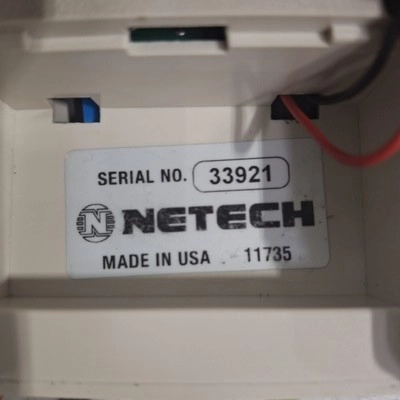 SERIAL NO. 33921
N NETECH
MADE IN USA 11735